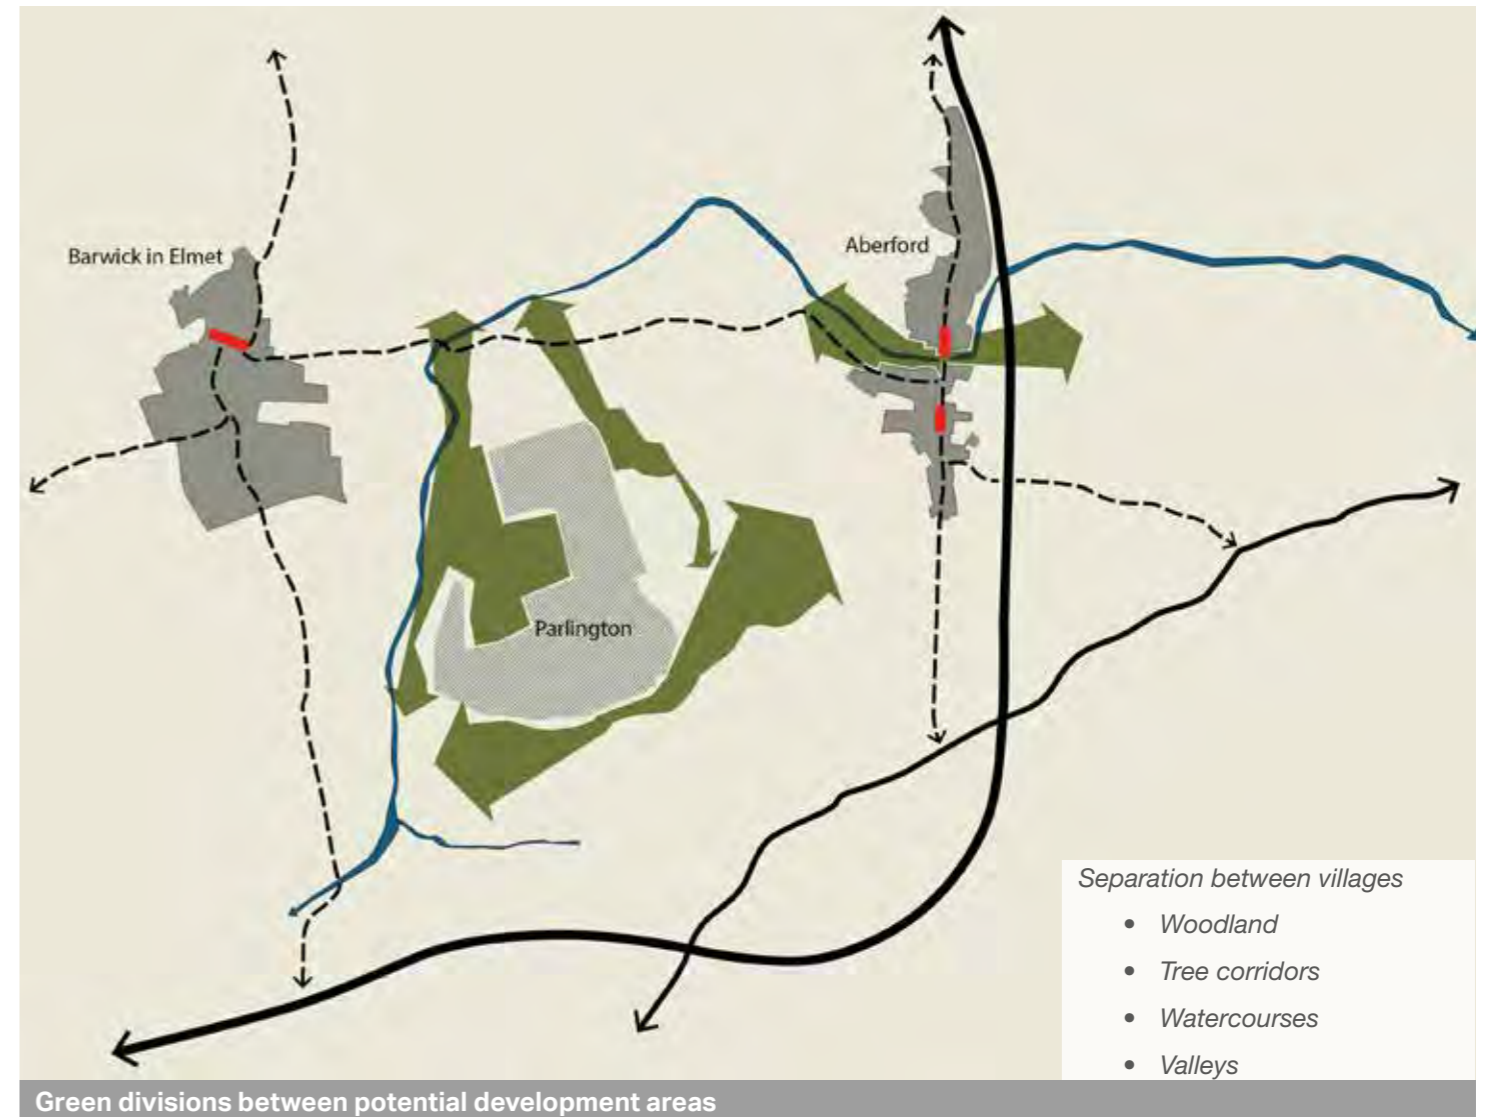 Barwick in Elmet
Aberford
Parlington
Separation between villages
• Woodland
• Tree corridors
• Watercourses
• Valleys
Green divisions between potential development areas